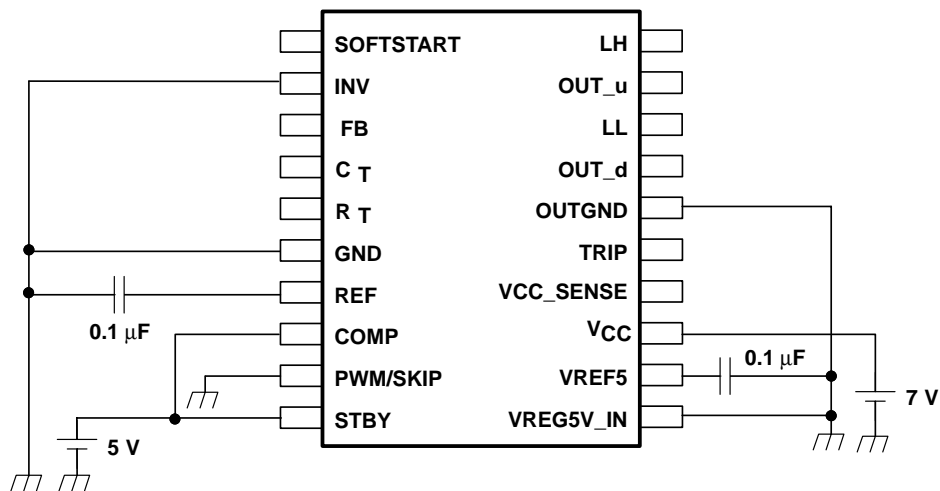 SOFTSTART
INV
FB
C T
R T
GND
REF
COMP
PWM/SKIP
STBY
LH
OUT_u
LL
OUT_d
OUTGND
TRIP
VCC_SENSE
VCC
VREF5
VREG5V_IN
0.1 μF
5 V
0.1 μF
7 V